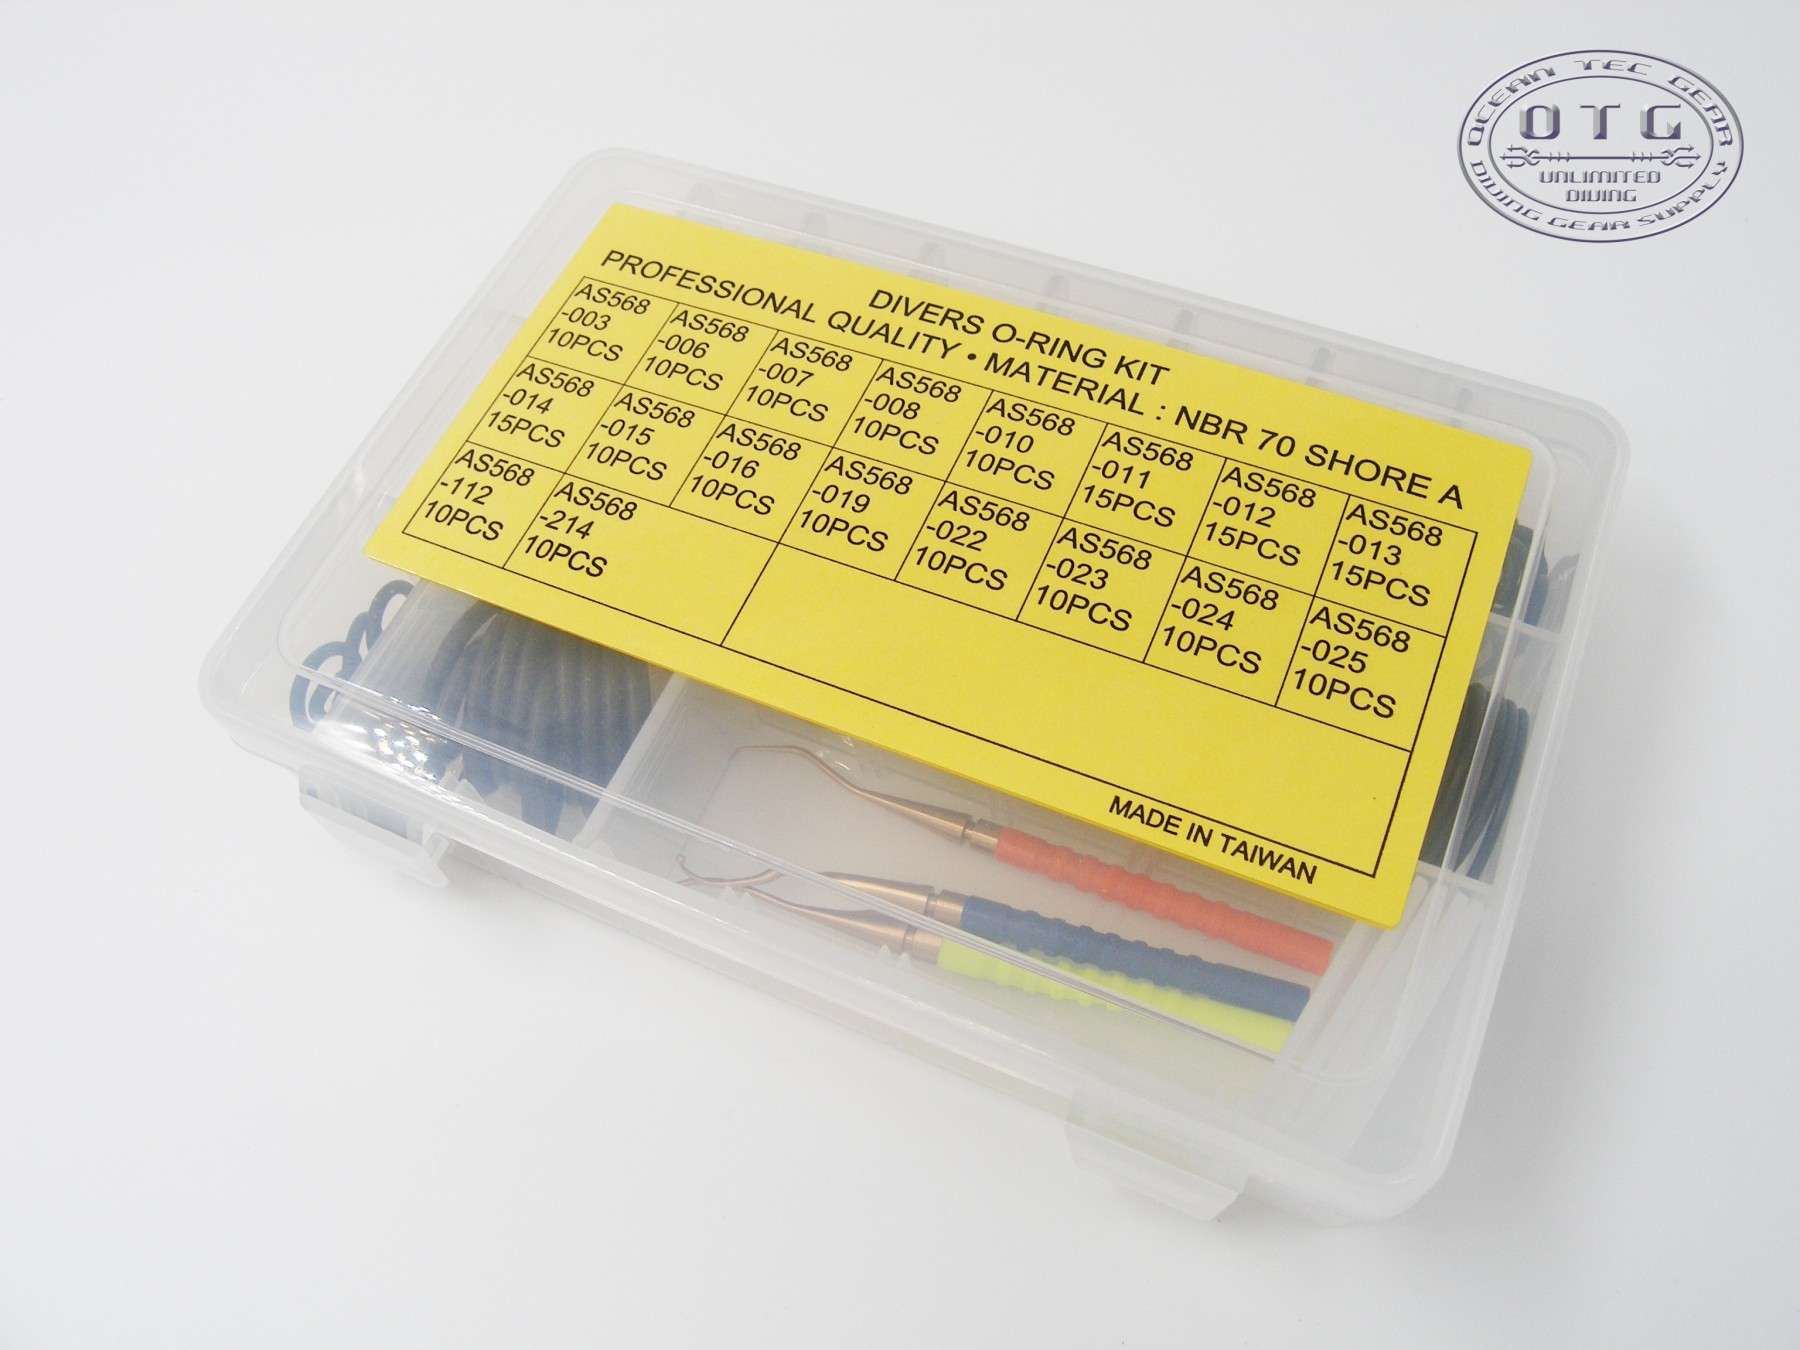 OCEAN TEC GEAR
OTG
UNLIMITED
DIVING
DIVING GEAR SUPPLY
DIVERS O-RING KIT
PROFESSIONAL QUALITY • MATERIAL : NBR 70 SHORE A
AS568
-003
10PCS
AS568
-006
10PCS
AS568
-007
10PCS
AS568
-008
10PCS
AS568
-010
10PCS
AS568
-011
15PCS
AS568
-012
15PCS
AS568
-013
15PCS
AS568
-014
15PCS
AS568
-015
10PCS
AS568
-016
10PCS
AS568
-019
10PCS
AS568
-022
10PCS
AS568
-023
10PCS
AS568
-024
10PCS
AS568
-025
10PCS
AS568
-112
10PCS
AS568
-214
10PCS
MADE IN TAIWAN